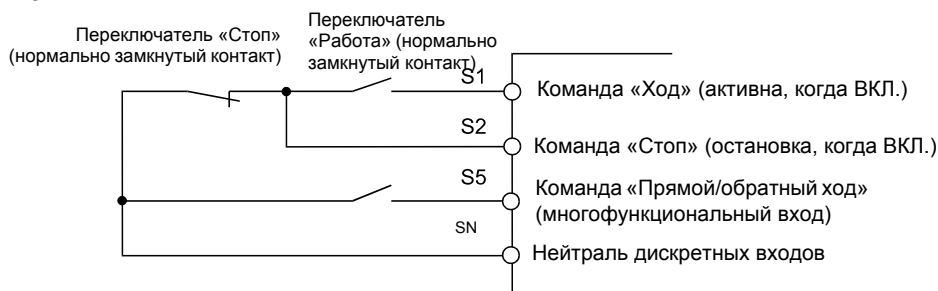 Переключатель «Стоп»
(нормально замкнутый контакт)
Переключатель
«Работа» (нормально
замкнутый контакт)
S1
Команда «Ход» (активна, когда ВКЛ.)
S2
Команда «Стоп» (остановка, когда ВКЛ.)
S5
Команда «Прямой/обратный ход»
(многофункциональный вход)
SN
Нейтраль дискретных входов